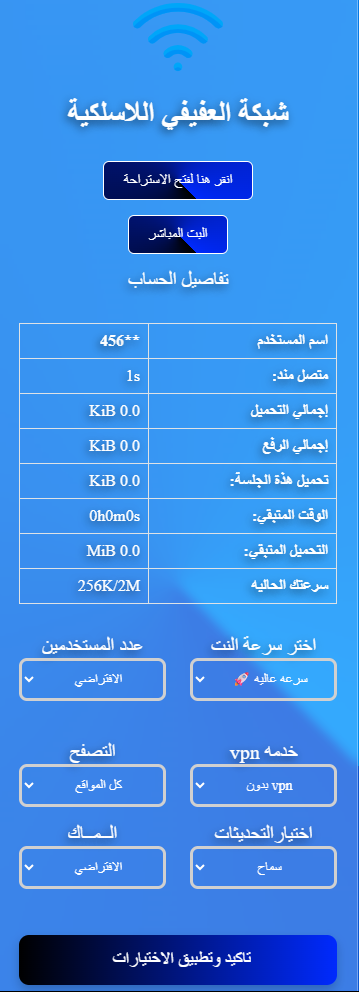 شبكة العفيفي اللاسلكية
انقر هنا لفتح الاستراحة
البث المباشر
تفاصيل الحساب
اسم المستخدم **456
متصل منذ: 1s
إجمالي التحميل 0.0 KiB
إجمالي الرفع 0.0 KiB
تحميل هذة الجلسة: 0.0 KiB
الوقت المتبقي: 0h0m0s
التحميل المتبقي: 0.0 MiB
سرعتك الحاليه 256K/2M
اختر سرعة النت عدد المستخدمين
سرعه عاليه 🚀 الافتراضي
خدمه vpn التصفح
بدون vpn كل المواقع
اختيار التحديثات الــمــاك
سماح الافتراضي
تاكيد وتطبيق الاختيارات